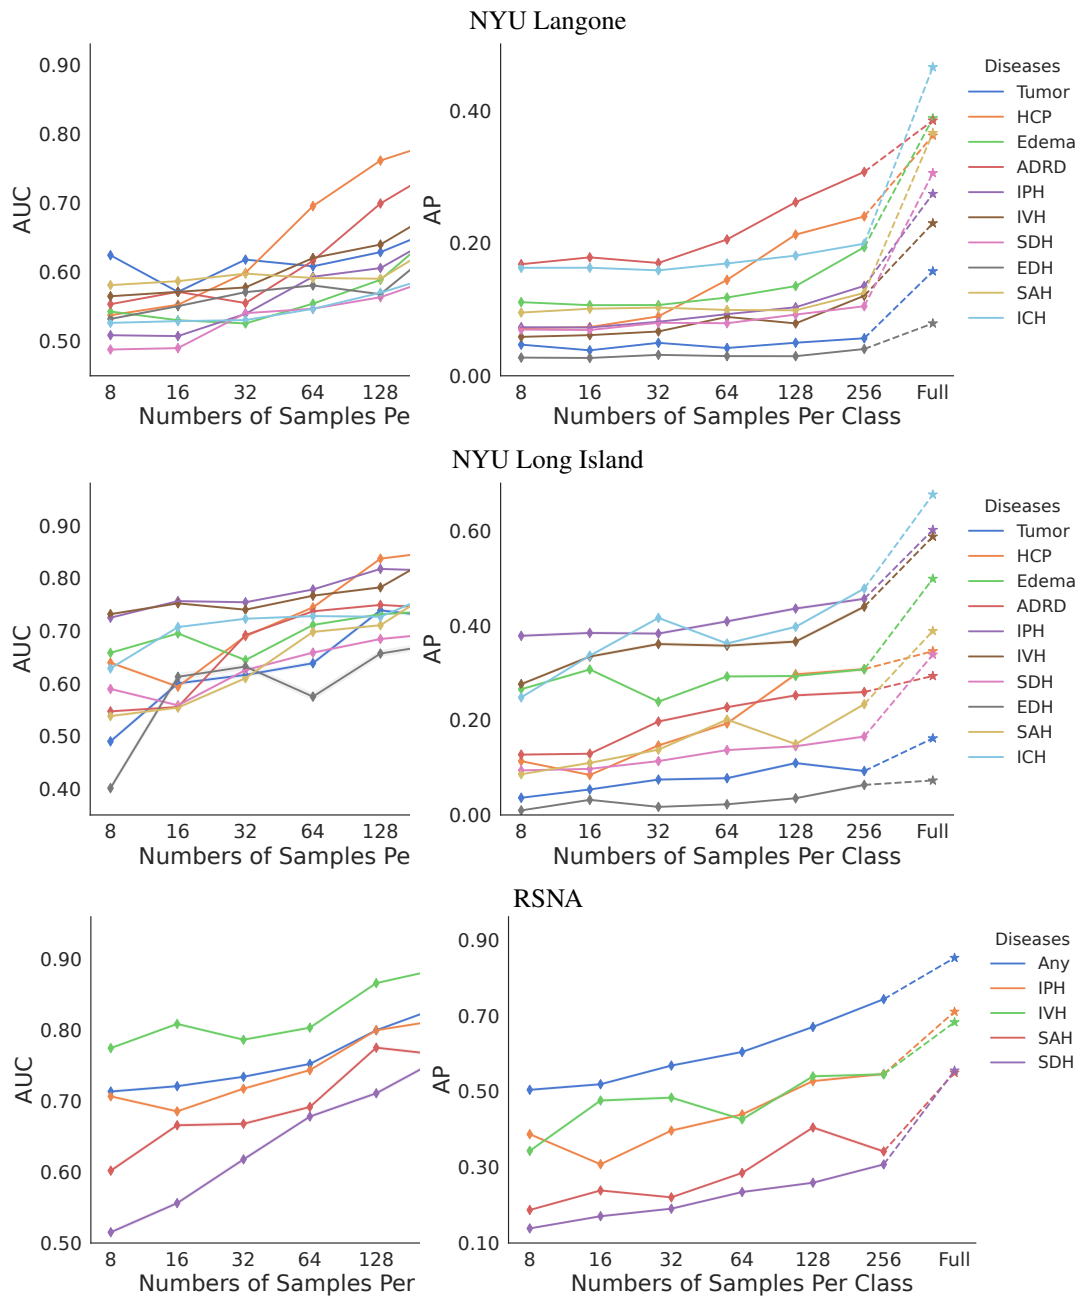 NYU Langone
AUC
0.90
0.80
0.70
0.60
0.50
8 16 32 64 128
Numbers of Samples Pe
AP
0.40
0.20
0.00
8 16 32 64 128 256 Full
Numbers of Samples Per Class
Diseases
Tumor
HCP
Edema
ADRD
IPH
IVH
SDH
EDH
SAH
ICH
NYU Long Island
AUC
0.90
0.80
0.70
0.60
0.50
0.40
8 16 32 64 128
Numbers of Samples Pe
AP
0.60
0.40
0.20
0.00
8 16 32 64 128 256 Full
Numbers of Samples Per Class
Diseases
Tumor
HCP
Edema
ADRD
IPH
IVH
SDH
EDH
SAH
ICH
RSNA
AUC
0.90
0.80
0.70
0.60
0.50
8 16 32 64 128
Numbers of Samples Per
AP
0.90
0.70
0.50
0.30
0.10
8 16 32 64 128 256 Full
Numbers of Samples Per Class
Diseases
Any
IPH
IVH
SAH
SDH